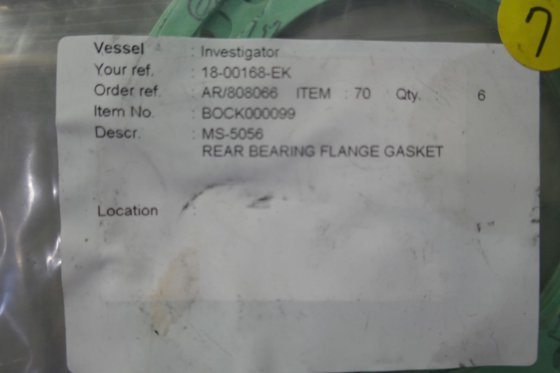 7
Vessel : Investigator
Your ref. : 18-00168-EK
Order ref. : AR/808066 ITEM : 70 Qty. 6
Item No. : BOCK000099
Descr. : MS-5056
REAR BEARING FLANGE GASKET
Location :